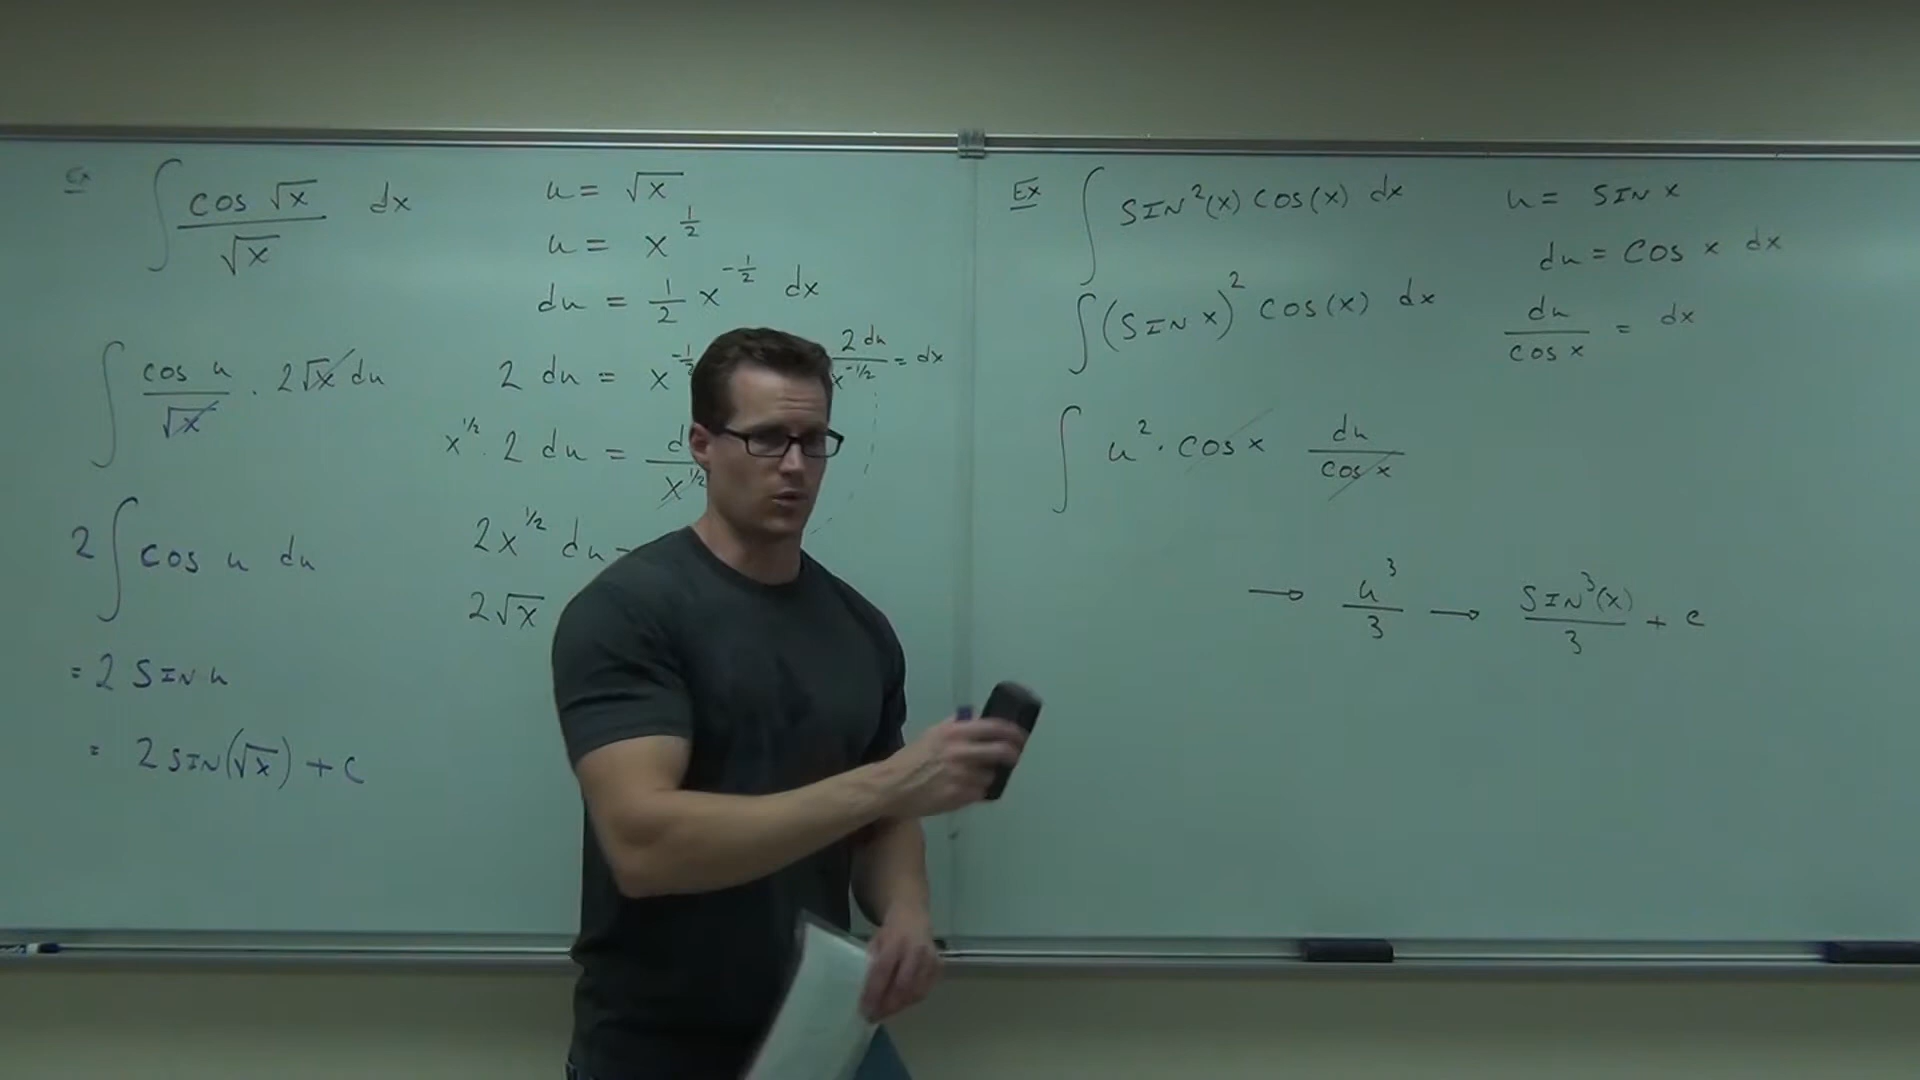 Ex ∫ cos √x / √x dx
u = √x
u = x^{1/2}
du = 1/2 x^{-1/2} dx
2 du = x^{-1/2}
2 du / x^{-1/2} = dx
x^{1/2} · 2 du = d / x^{1/2}
2x^{1/2} du =
2√x
∫ cos u / √x · 2√x du
2 ∫ cos u du
= 2 SIN u
= 2 SIN(√x) + C
Ex ∫ SIN²(x) cos(x) dx
∫ (SIN x)² cos(x) dx
u = SIN x
du = cos x dx
du / cos x = dx
∫ u² · cos x du / cos x
→ u³/3 → SIN³(x)/3 + c